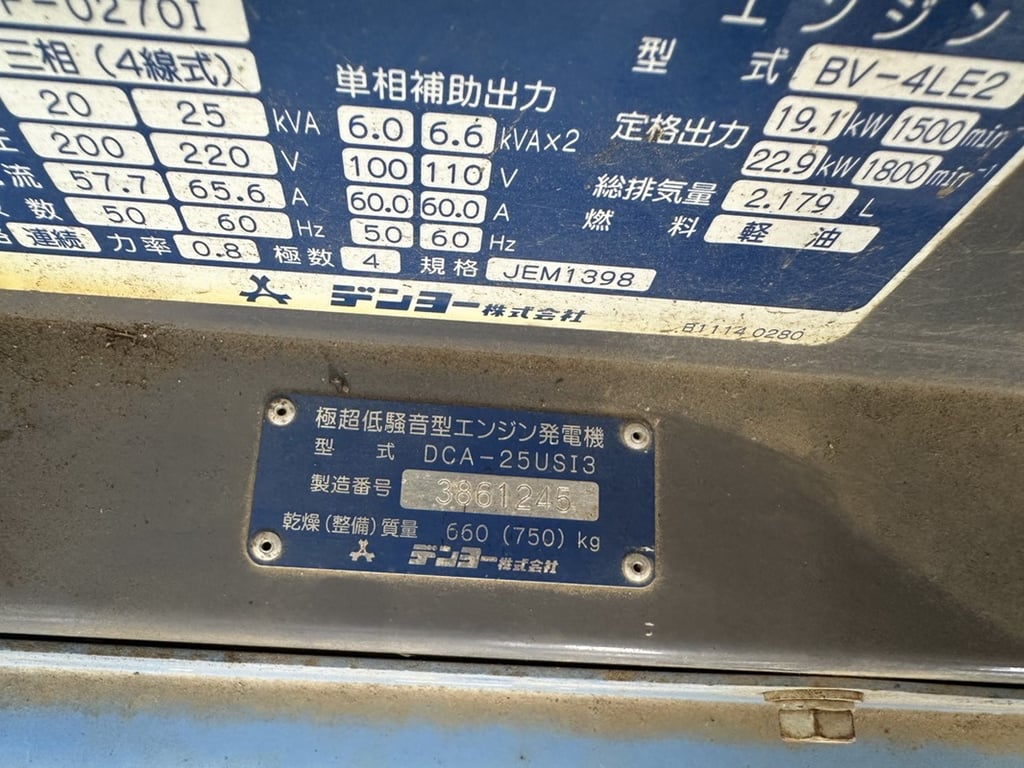 F-0270I
三相（4線式）
20 25 kVA
200 220 V
流 57.7 65.6 A
数 50 60 Hz
連続 力率 0.8 極数 4 規格 JEM1398
単相補助出力
6.0 6.6 kVA×2
100 110 V
60.0 60.0 A
50 60 Hz
エンジン
型式 BV-4LE2
定格出力 19.1 kW 1500 min⁻¹
22.9 kW 1800 min⁻¹
総排気量 2.179 L
燃料 軽油
デンヨー株式会社
B1114 0280
極超低騒音型エンジン発電機
型式 DCA-25USI3
製造番号 3861245
乾燥(整備)質量 660 (750) kg
デンヨー株式会社